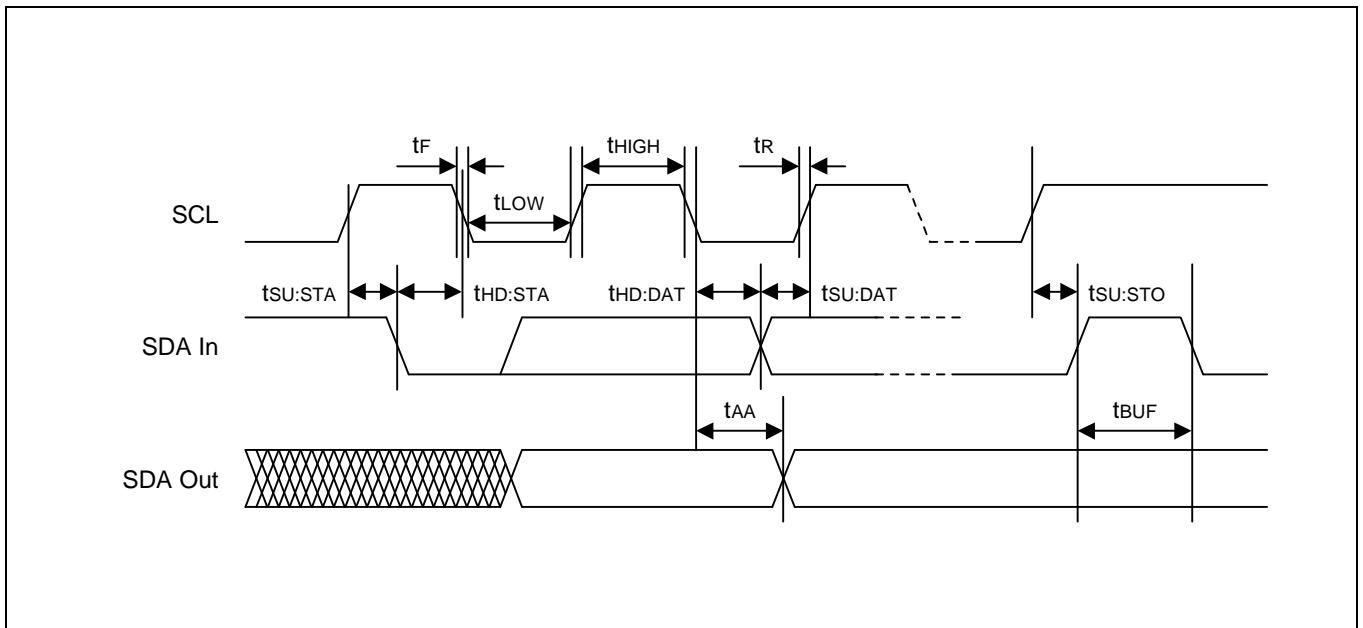 tF tHIGH tR
SCL tLOW
tSU:STA tHD:STA tHD:DAT tSU:DAT tSU:STO
SDA In
tAA tBUF
SDA Out